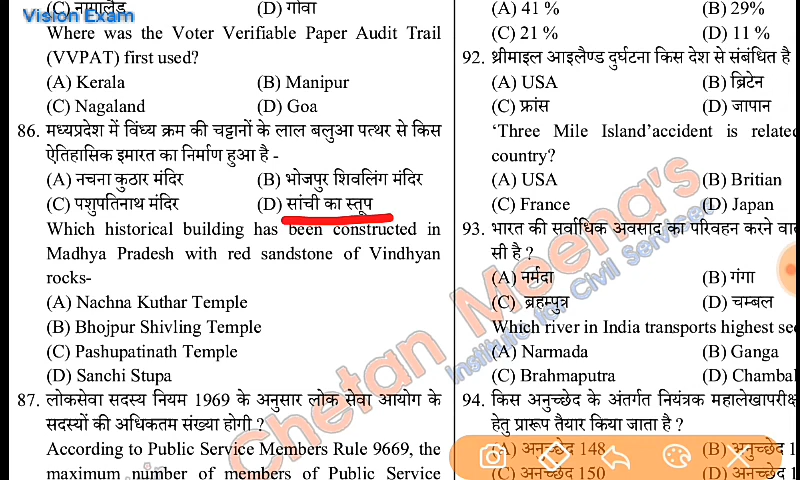 (C) नागालैंड (D) गोवा
Vision Exam
Where was the Voter Verifiable Paper Audit Trail
(VVPAT) first used?
(A) Kerala (B) Manipur
(C) Nagaland (D) Goa
86. मध्यप्रदेश में विंध्य क्रम की चट्टानों के लाल बलुआ पत्थर से किस
ऐतिहासिक इमारत का निर्माण हुआ है -
(A) नचना कुठार मंदिर (B) भोजपुर शिवलिंग मंदिर
(C) पशुपतिनाथ मंदिर (D) सांची का स्तूप
Which historical building has been constructed in
Madhya Pradesh with red sandstone of Vindhyan
rocks-
(A) Nachna Kuthar Temple
(B) Bhojpur Shivling Temple
(C) Pashupatinath Temple
(D) Sanchi Stupa
87. लोकसेवा सदस्य नियम 1969 के अनुसार लोक सेवा आयोग के
सदस्यों की अधिकतम संख्या होगी ?
According to Public Service Members Rule 9669, the
maximum number of members of Public Service
(A) 41 % (B) 29%
(C) 21 % (D) 11 %
92. थ्रीमाइल आइलैण्ड दुर्घटना किस देश से संबंधित है
(A) USA (B) ब्रिटेन
(C) फ्रांस (D) जापान
‘Three Mile Island’accident is related
country?
(A) USA (B) Britian
(C) France (D) Japan
93. भारत की सर्वाधिक अवसाद का परिवहन करने वाली
सी है ?
(A) नर्मदा (B) गंगा
(C) ब्रहमपुत्र (D) चम्बल
Which river in India transports highest
(A) Narmada (B) Ganga
(C) Brahmaputra (D) Chambal
94. किस अनुच्छेद के अंतर्गत नियंत्रक
हेतु प्रारूप तैयार किया जाता है ?
(A) अनुच्छेद 148 (B) अनुच्छेद
(C) अनुच्छेद 150 (D) अनुच्छेद
Chetan Meena's
Institute for Civil Services